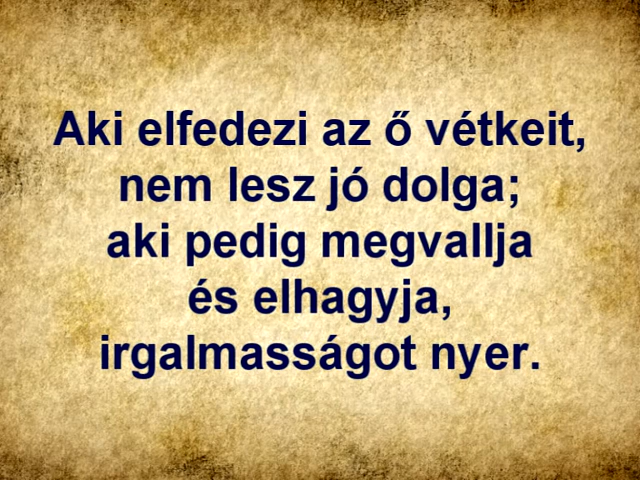 Aki elfedezi az ő vétkeit,
nem lesz jó dolga;
aki pedig megvallja
és elhagyja,
irgalmasságot nyer.